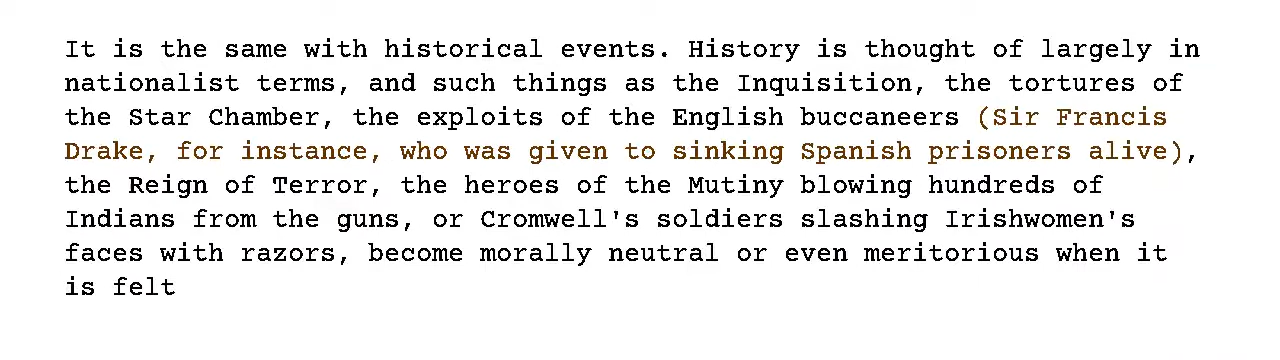 It is the same with historical events. History is thought of largely in
nationalist terms, and such things as the Inquisition, the tortures of
the Star Chamber, the exploits of the English buccaneers (Sir Francis
Drake, for instance, who was given to sinking Spanish prisoners alive),
the Reign of Terror, the heroes of the Mutiny blowing hundreds of
Indians from the guns, or Cromwell's soldiers slashing Irishwomen's
faces with razors, become morally neutral or even meritorious when it
is felt